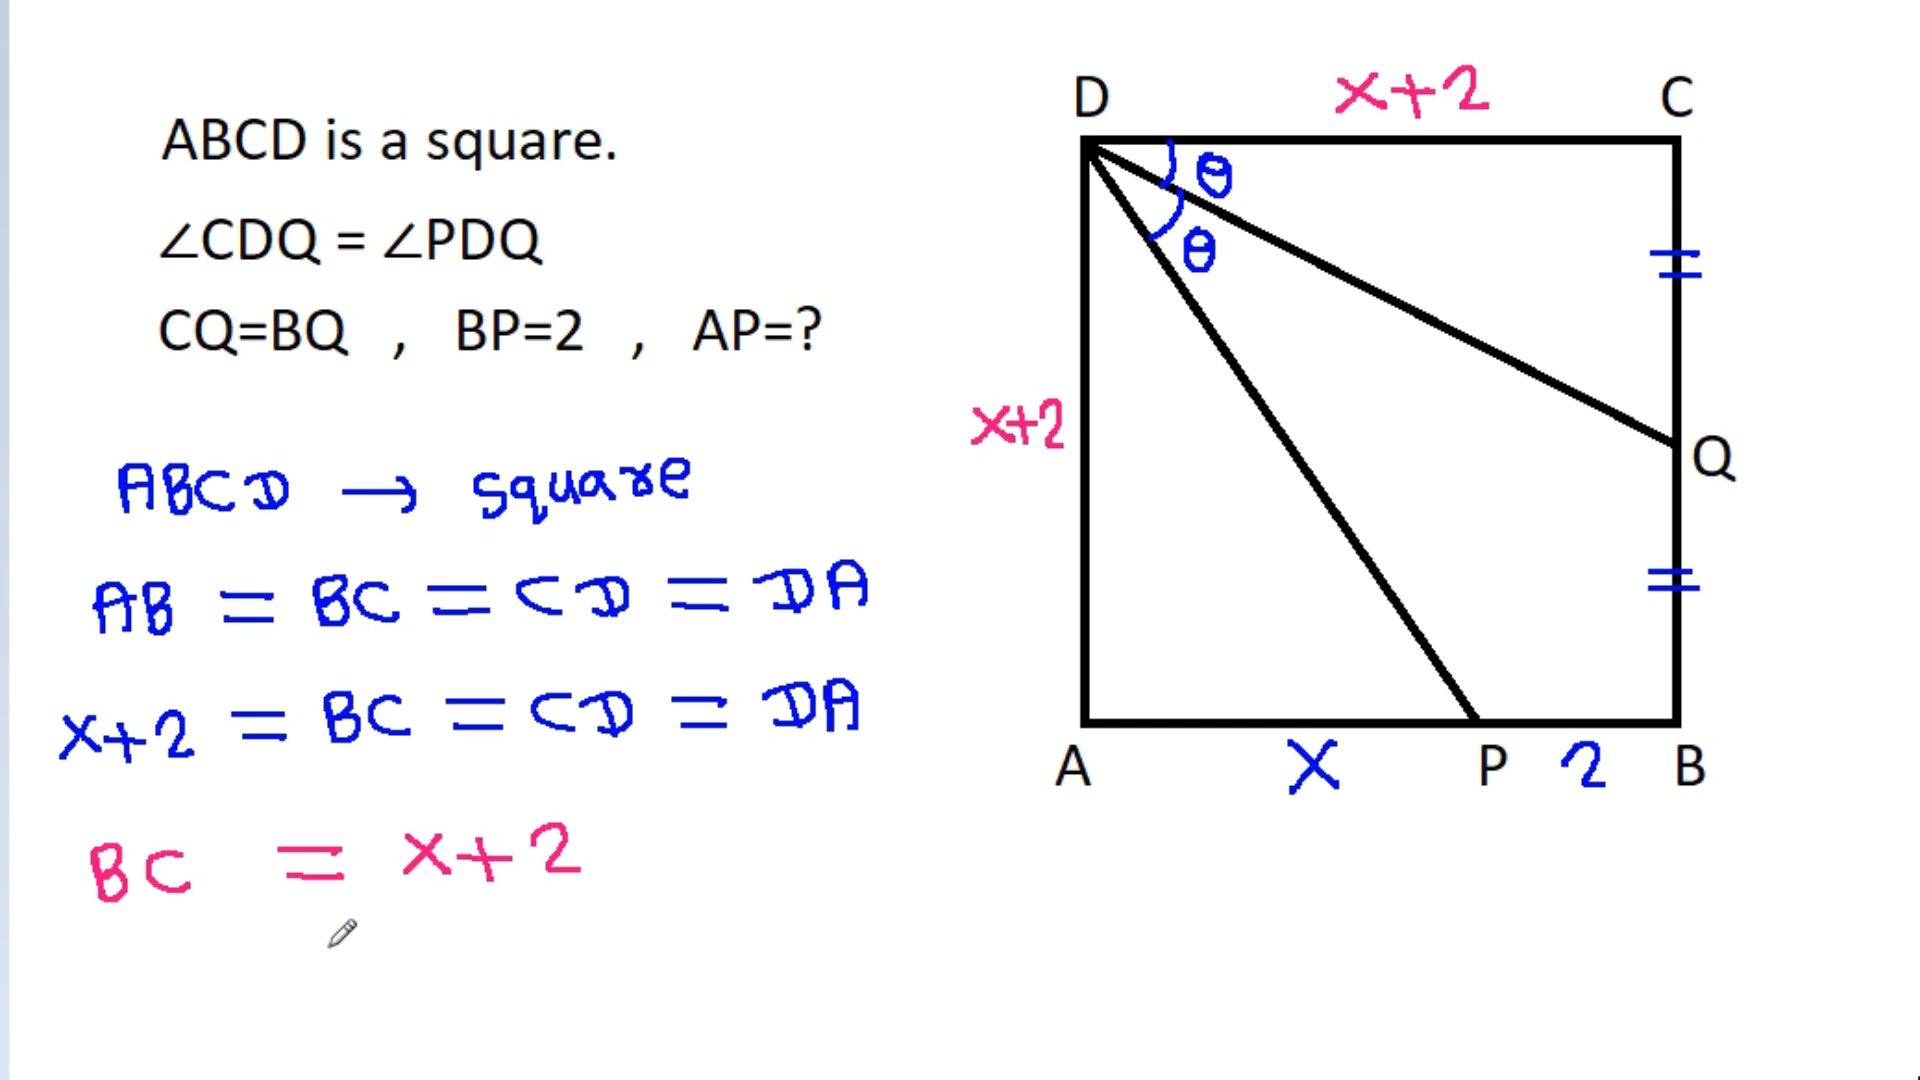 ABCD is a square.
∠CDQ = ∠PDQ
CQ=BQ , BP=2 , AP=?
ABCD → square
AB = BC = CD = DA
x+2 = BC = CD = DA
BC = x+2
D x+2 C
θ
θ
x+2
Q
A x P 2 B